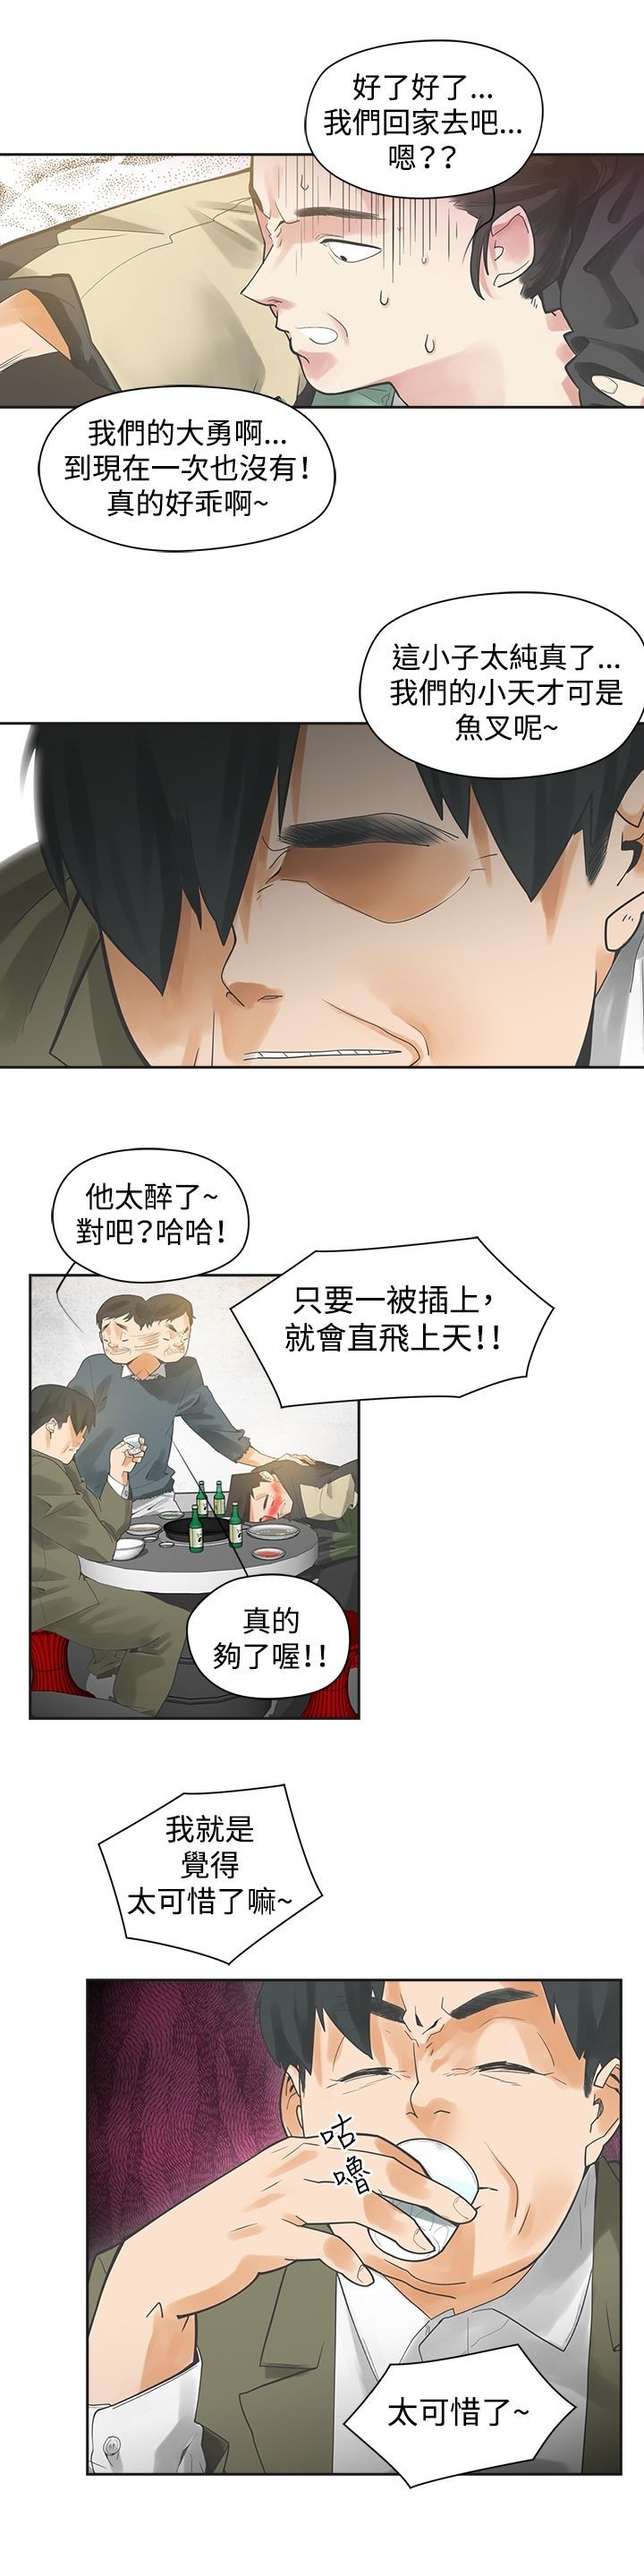 好了好了...
我們回家去吧...
嗯？？
我們的大勇啊...
到現在一次也沒有！
真的好乖啊~
這小子太純真了...
我們的小天才可是
魚叉呢~
他太醉了~
對吧？哈哈！
只要一被插上，
就會直飛上天！！
真的
夠了喔！！
我就是
覺得
太可惜了嘛~
咕
嚕
太可惜了~